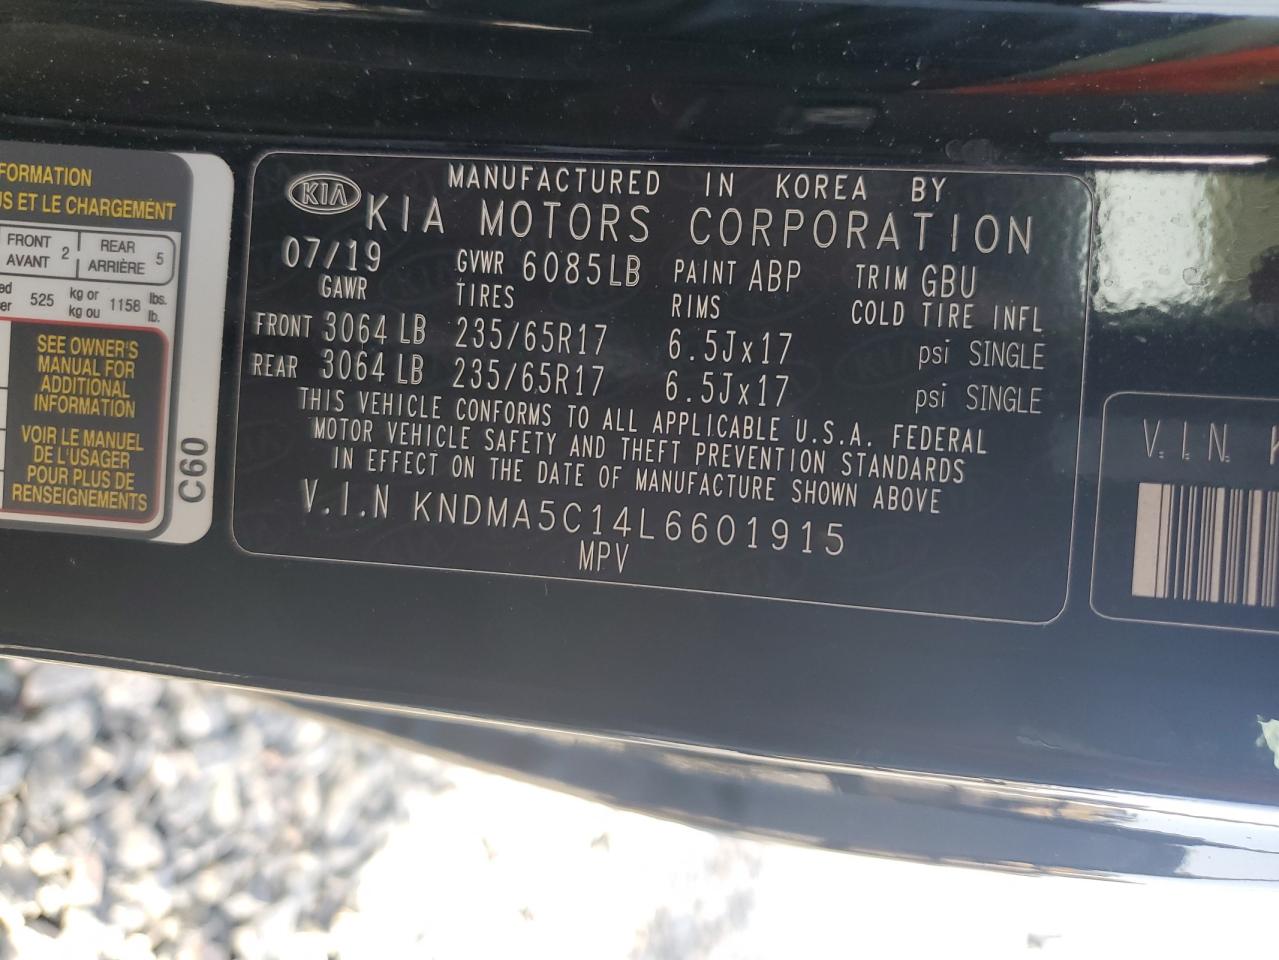 FORMATION
US ET LE CHARGEMENT
FRONT AVANT 2 REAR ARRIÈRE 5
525 kg or kg ou 1158 lbs. lb.
SEE OWNER'S
MANUAL FOR
ADDITIONAL
INFORMATION
VOIR LE MANUEL
DE L'USAGER
POUR PLUS DE
RENSEIGNEMENTS
C60
KIA
MANUFACTURED IN KOREA BY
KIA MOTORS CORPORATION
07/19 GVWR 6085LB PAINT ABP TRIM GBU
GAWR TIRES RIMS COLD TIRE INFL
FRONT 3064 LB 235/65R17 6.5Jx17 psi SINGLE
REAR 3064 LB 235/65R17 6.5Jx17 psi SINGLE
THIS VEHICLE CONFORMS TO ALL APPLICABLE U.S.A. FEDERAL
MOTOR VEHICLE SAFETY AND THEFT PREVENTION STANDARDS
IN EFFECT ON THE DATE OF MANUFACTURE SHOWN ABOVE
V.I.N KNDMA5C14L6601915
MPV
V.I.N. K